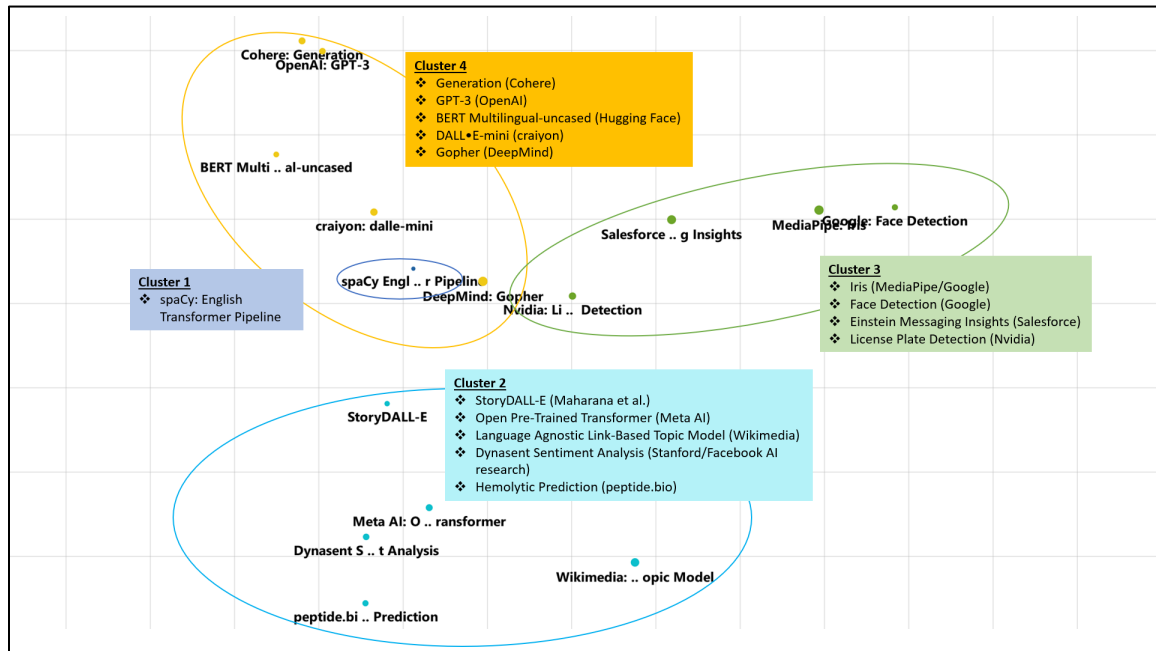 Cohere: Generation
OpenAI: GPT-3
Cluster 4
❖ Generation (Cohere)
❖ GPT-3 (OpenAI)
❖ BERT Multilingual-uncased (Hugging Face)
❖ DALL•E-mini (craiyon)
❖ Gopher (DeepMind)
BERT Multi .. al-uncased
craiyon: dalle-mini
Salesforce .. g Insights
MediaPipe: Iris
Google: Face Detection
Cluster 1
❖ spaCy: English
Transformer Pipeline
spaCy Engl .. r Pipeline
DeepMind: Gopher
Nvidia: Li .. Detection
Cluster 3
❖ Iris (MediaPipe/Google)
❖ Face Detection (Google)
❖ Einstein Messaging Insights (Salesforce)
❖ License Plate Detection (Nvidia)
Cluster 2
❖ StoryDALL-E (Maharana et al.)
❖ Open Pre-Trained Transformer (Meta AI)
❖ Language Agnostic Link-Based Topic Model (Wikimedia)
❖ Dynasent Sentiment Analysis (Stanford/Facebook AI
research)
❖ Hemolytic Prediction (peptide.bio)
StoryDALL-E
Meta AI: O .. ransformer
Dynasent S .. t Analysis
Wikimedia: .. opic Model
peptide.bi .. Prediction